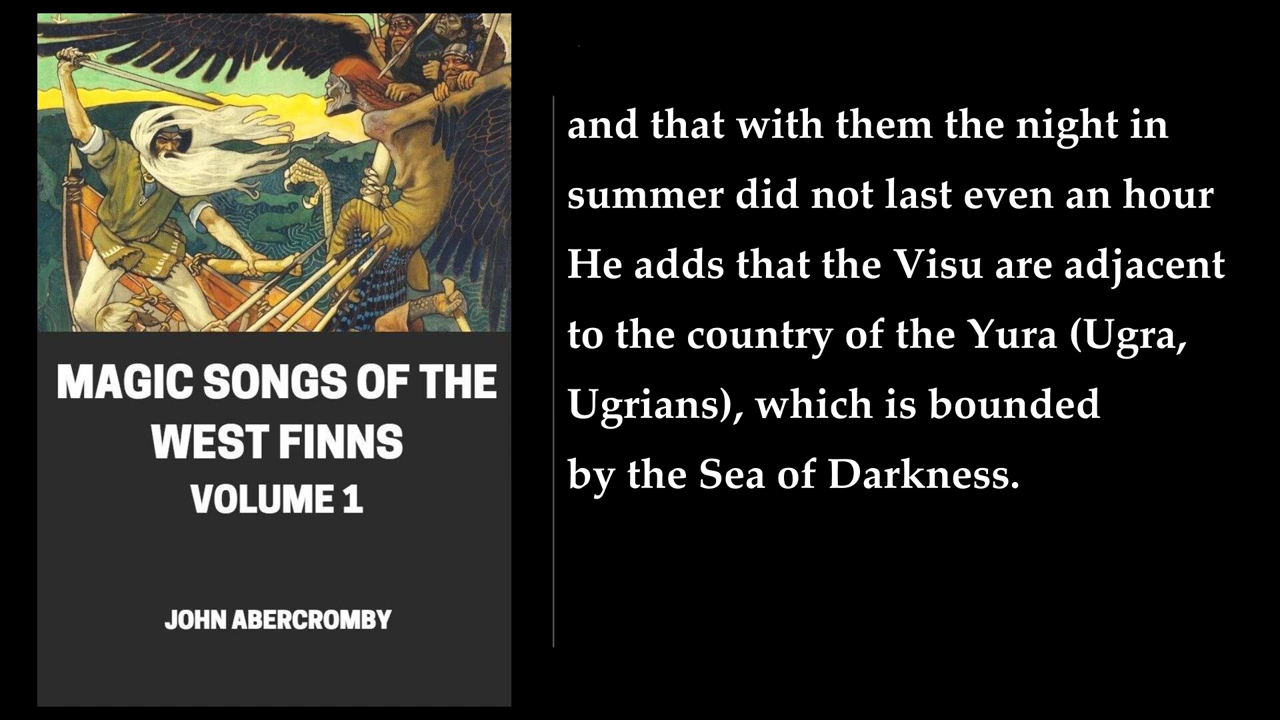 MAGIC SONGS OF THE
WEST FINNS
VOLUME 1
JOHN ABERCROMBY
and that with them the night in
summer did not last even an hour
He adds that the Visu are adjacent
to the country of the Yura (Ugra,
Ugrians), which is bounded
by the Sea of Darkness.